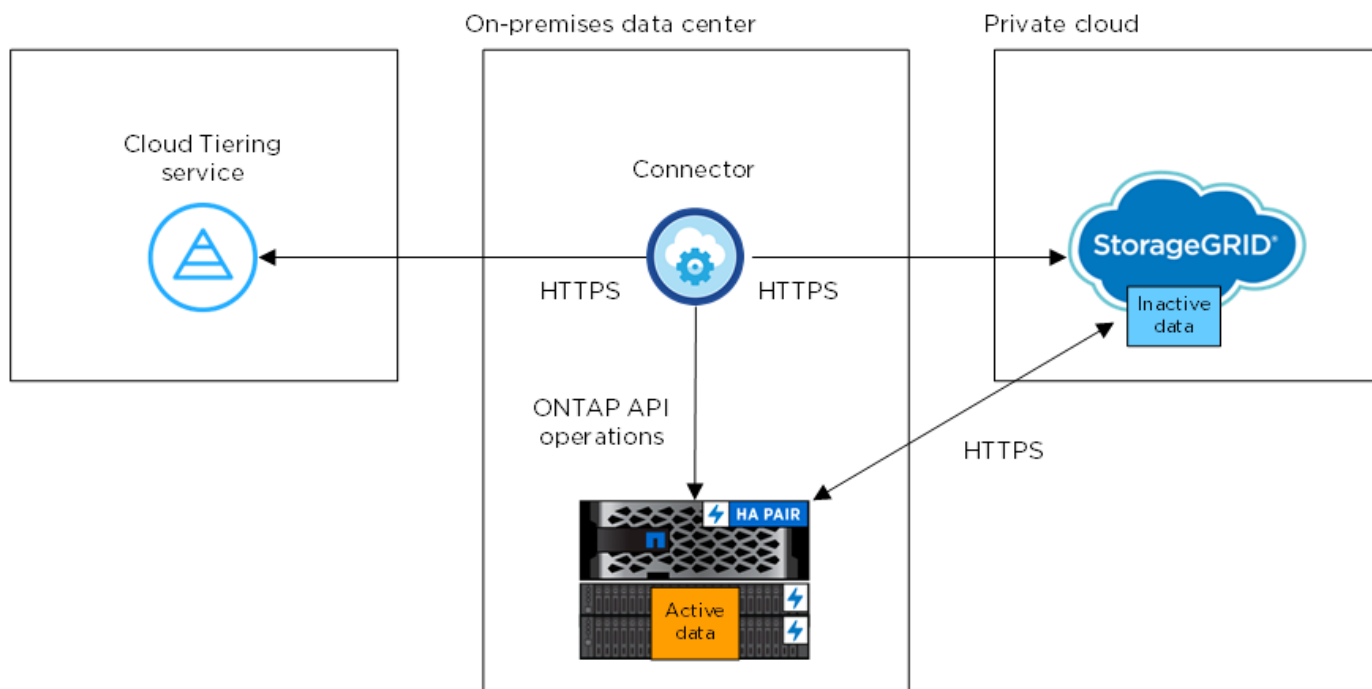 On-premises data center
Private cloud
Cloud Tiering
service
Connector
StorageGRID®
HTTPS
HTTPS
Inactive
data
ONTAP API
operations
HTTPS
HA PAIR
Active
data